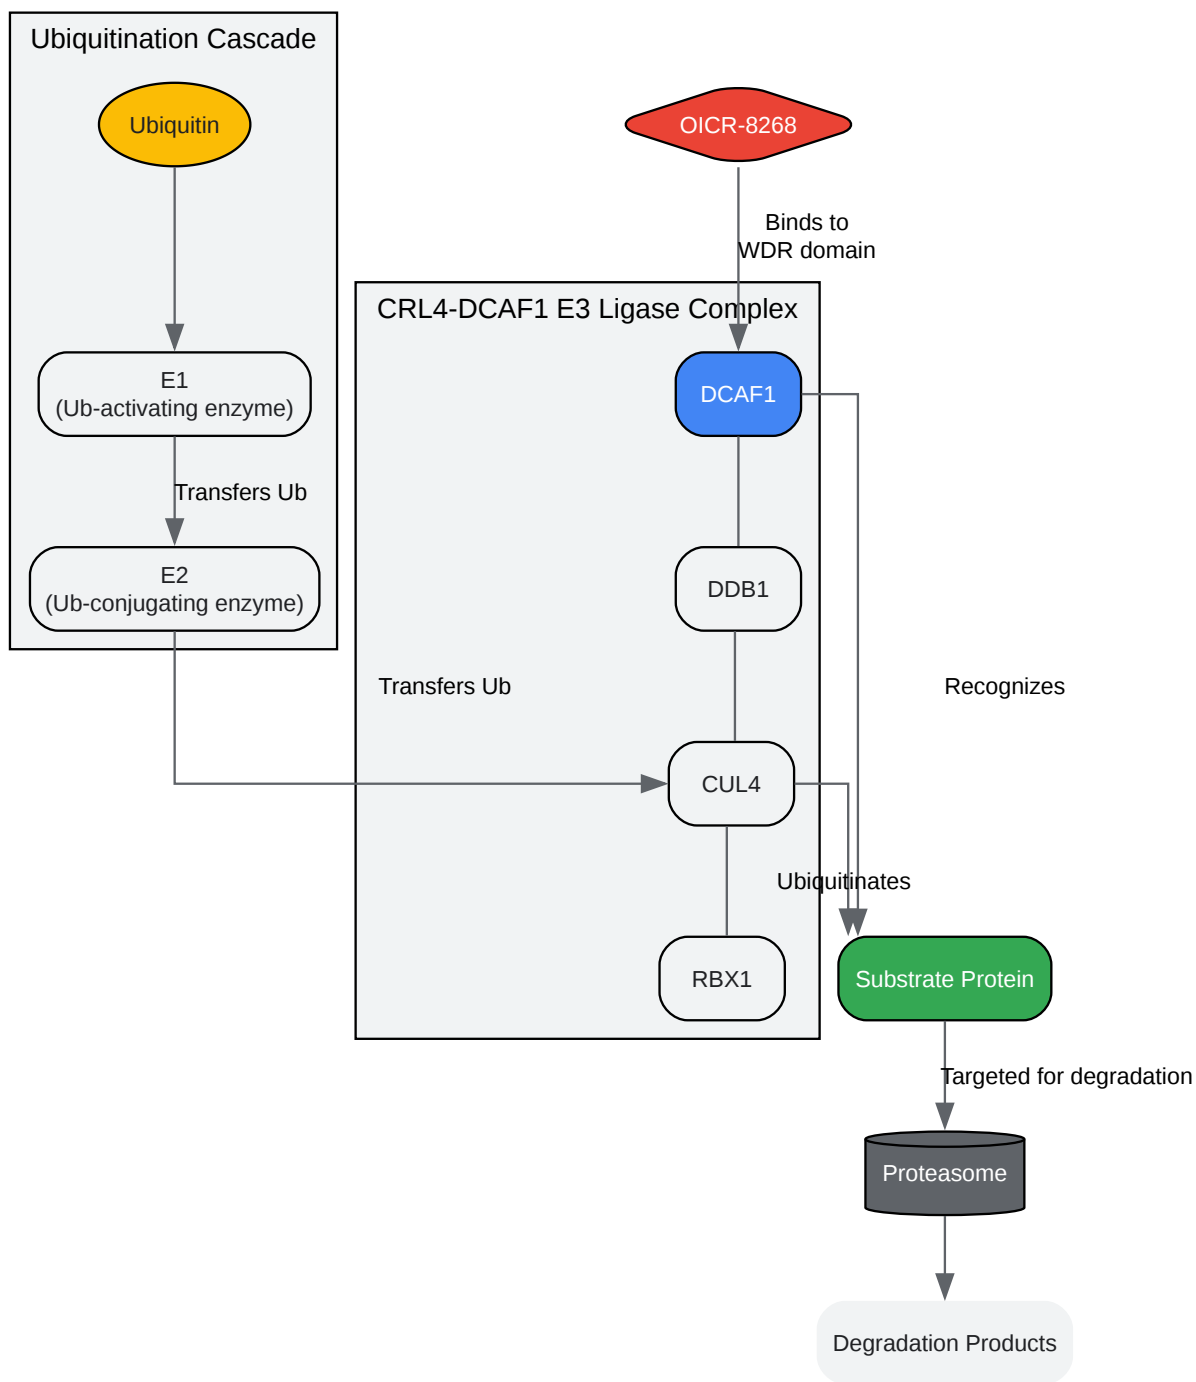 Ubiquitination Cascade
Ubiquitin
OICR-8268
Binds to
WDR domain
CRL4-DCAF1 E3 Ligase Complex
E1
(Ub-activating enzyme)
DCAF1
Transfers Ub
E2
(Ub-conjugating enzyme)
DDB1
Transfers Ub
Recognizes
CUL4
Ubiquitinates
RBX1
Substrate Protein
Targeted for degradation
Proteasome
Degradation Products